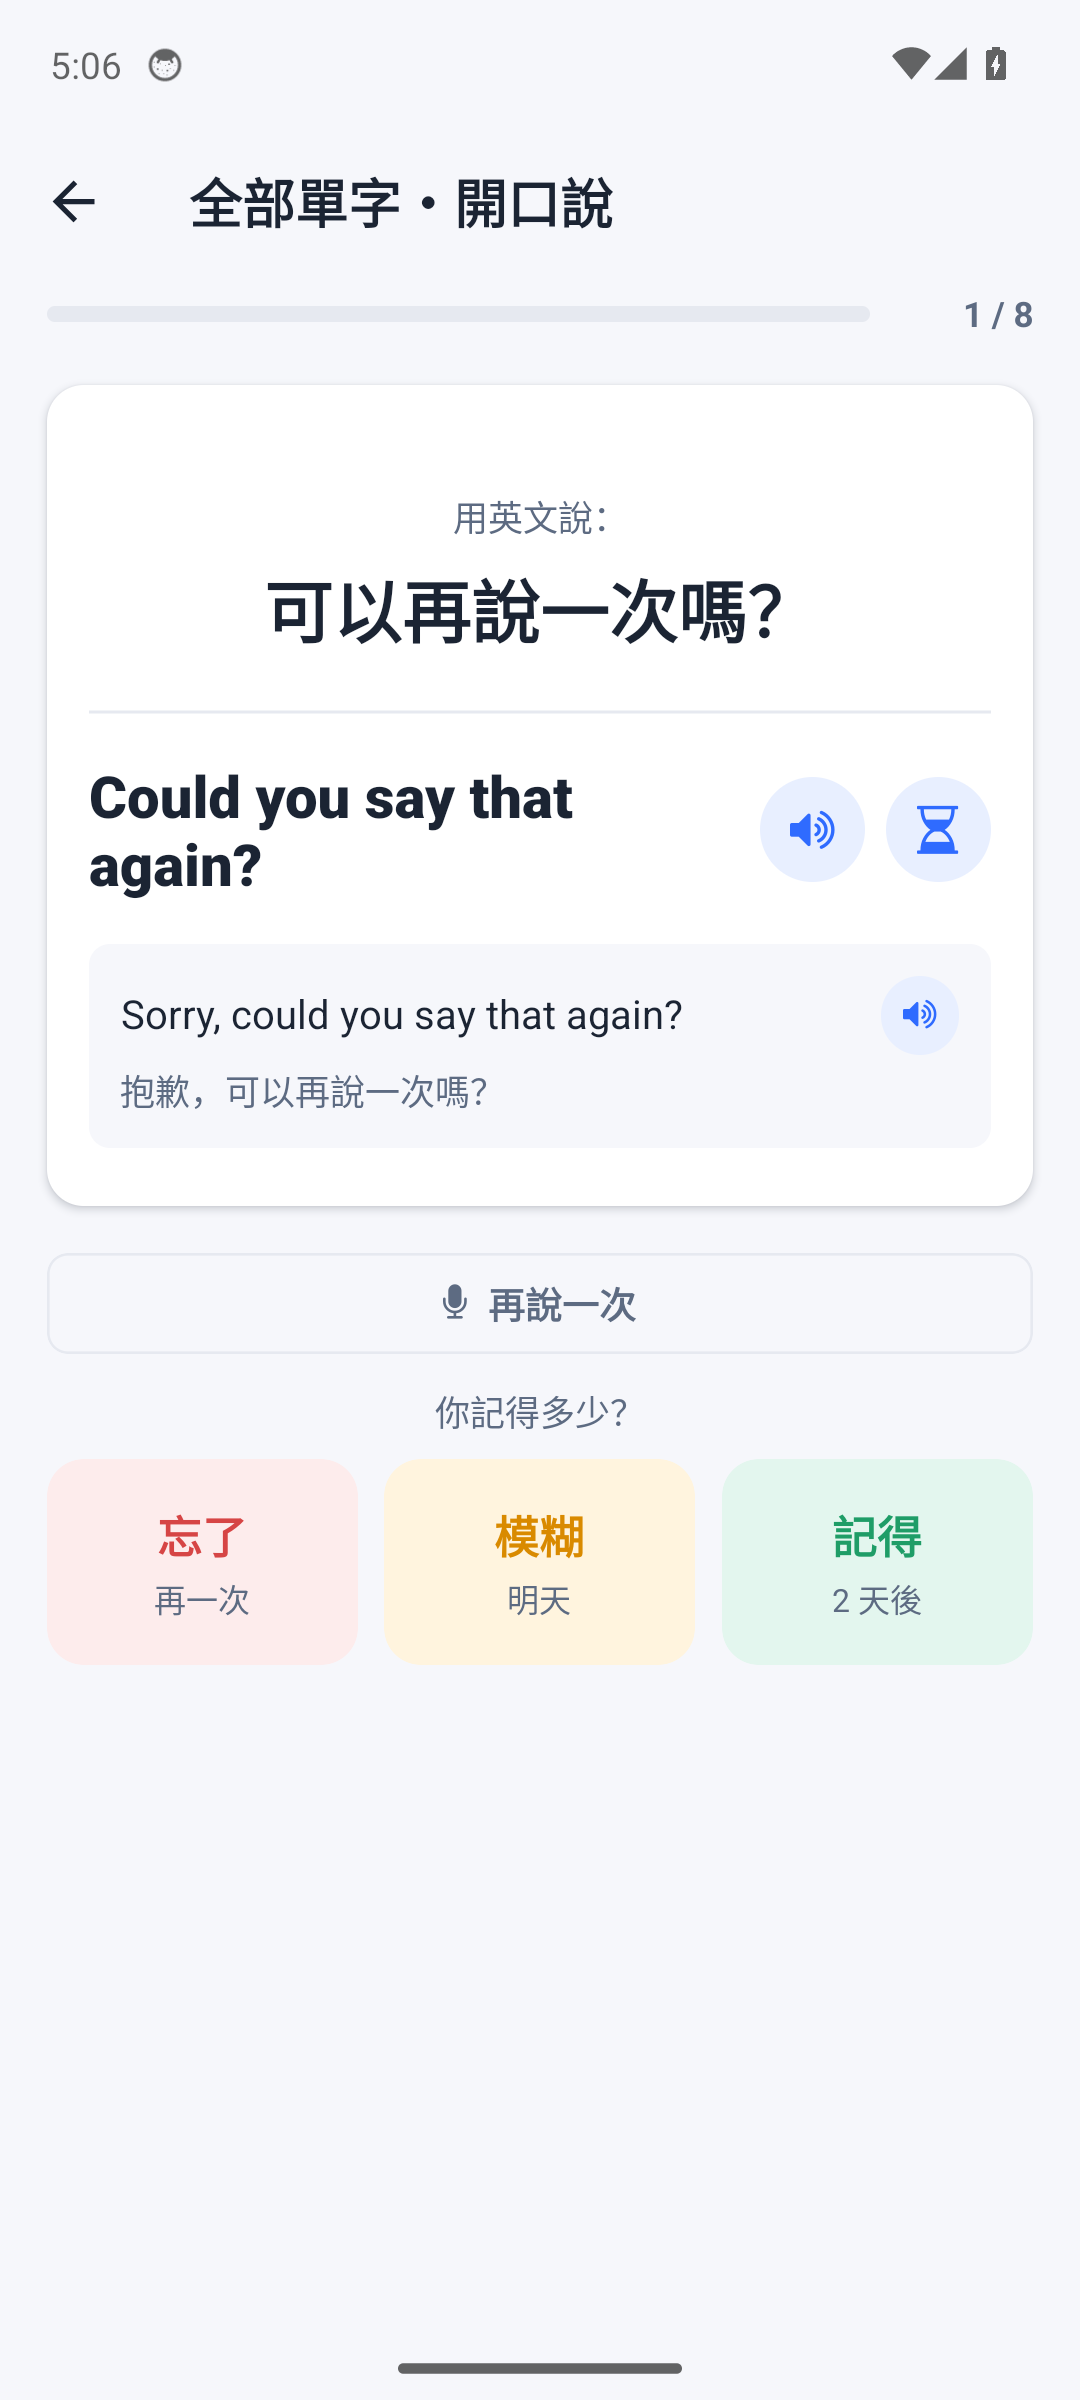 5:06
全部單字·開口說
1 / 8
用英文說：
可以再說一次嗎？
Could you say that
again?
Sorry, could you say that again?
抱歉，可以再說一次嗎？
再說一次
你記得多少？
忘了
再一次
模糊
明天
記得
2 天後